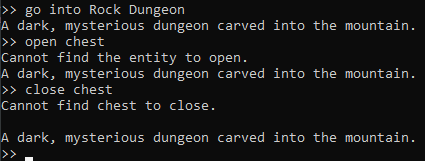 >> go into Rock Dungeon
A dark, mysterious dungeon carved into the mountain.
>> open chest
Cannot find the entity to open.
A dark, mysterious dungeon carved into the mountain.
>> close chest
Cannot find chest to close.
A dark, mysterious dungeon carved into the mountain.
>>